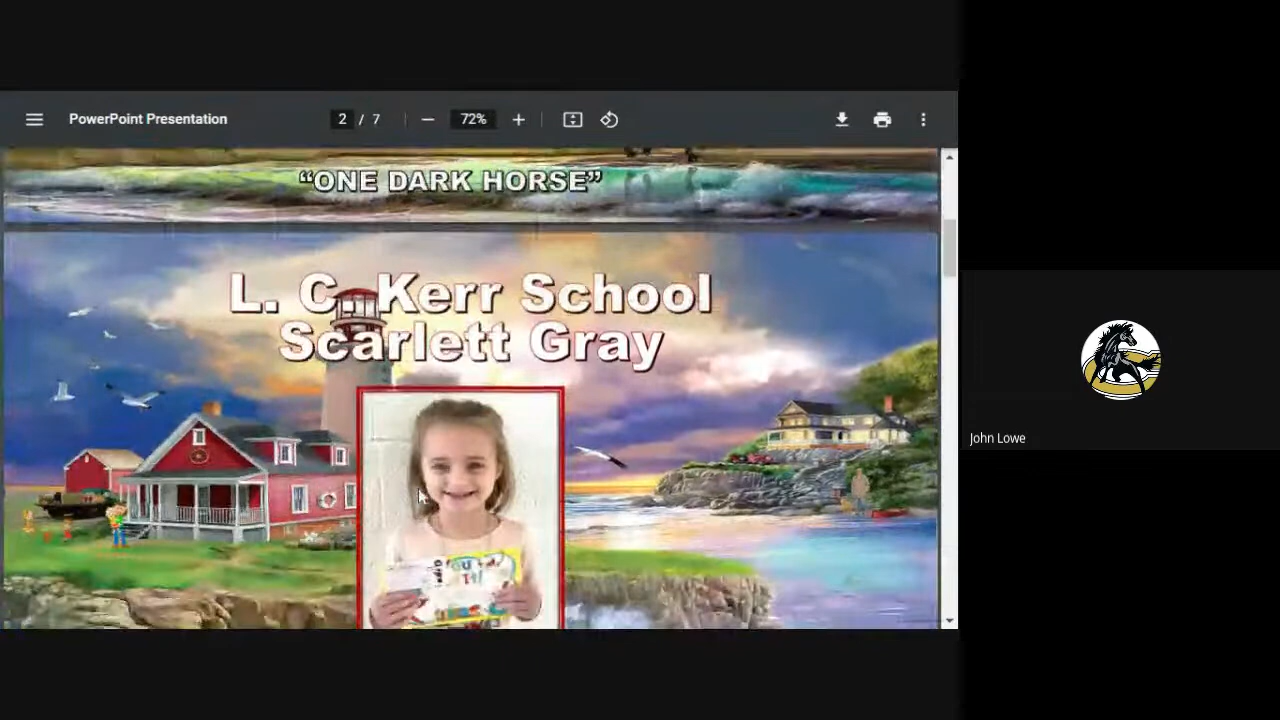 PowerPoint Presentation
2 / 7
72%
“ONE DARK HORSE”
L. C. Kerr School
Scarlett Gray
John Lowe